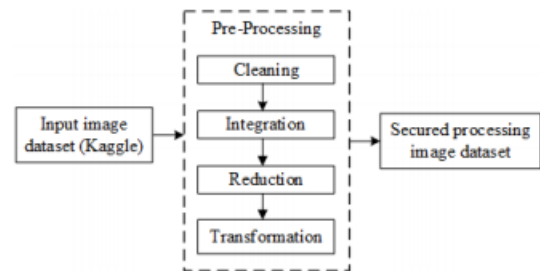 Pre-Processing
Cleaning
Input image
dataset (Kaggle)
Integration
Reduction
Transformation
Secured processing
image dataset